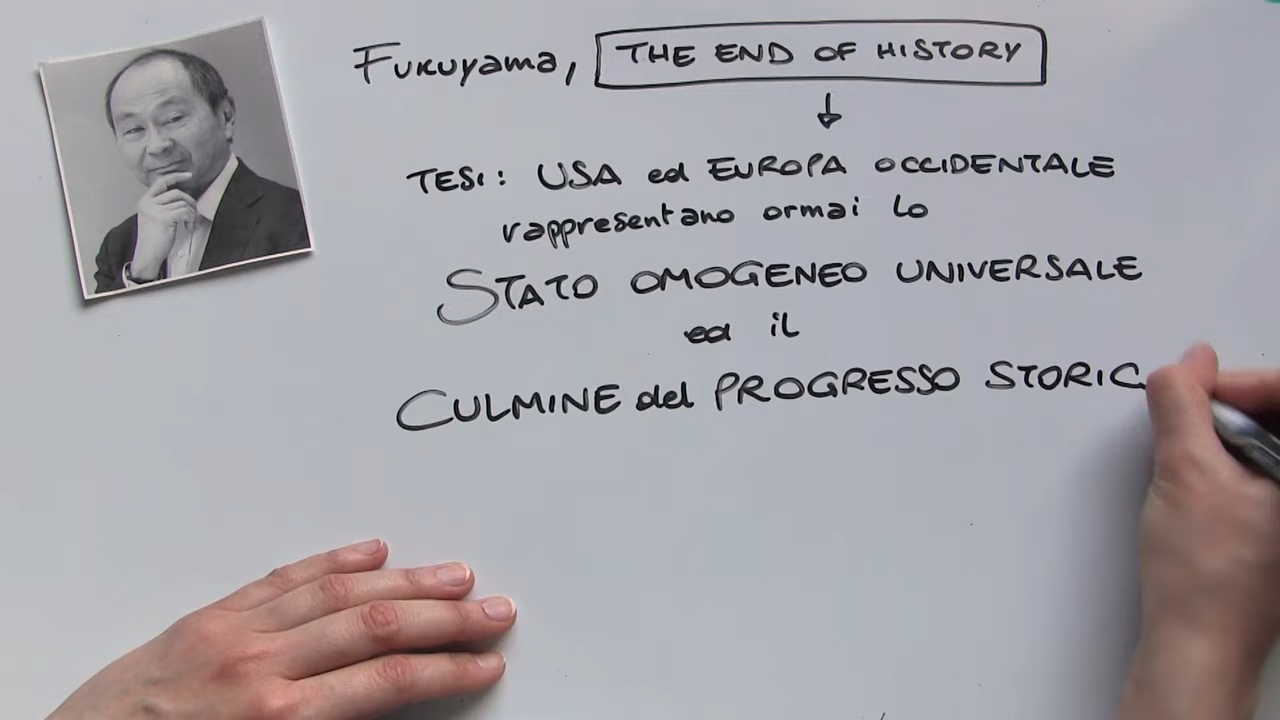 Fukuyama, THE END OF HISTORY
TESI: USA ed EUROPA OCCIDENTALE
rappresentano ormai lo
STATO OMOGENEO UNIVERSALE
ed il
CULMINE del PROGRESSO STORIC